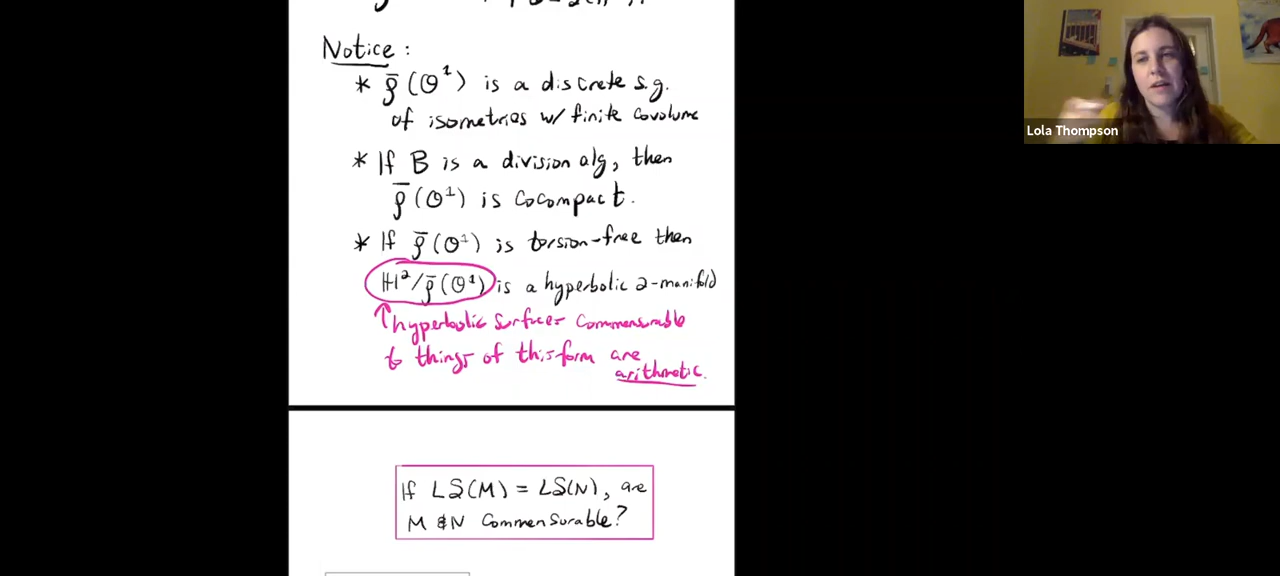 Notice:
* ρ̄(O¹) is a discrete s.g.
of isometries w/ finite covolume
* If B is a division alg, then
ρ̄(O¹) is cocompact.
* If ρ̄(O¹) is torsion-free then
ℍ²/ρ̄(O¹) is a hyperbolic 2-manifold
↑ hyperbolic surfaces commensurable
to things of this form are
arithmetic.
If LS(M) = LS(N), are
M & N commensurable?
Lola Thompson